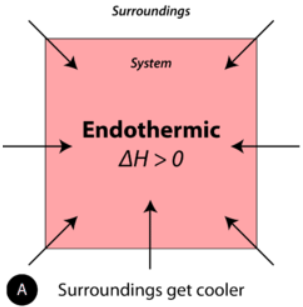 Surroundings
System
Endothermic
ΔH > 0
A Surroundings get cooler